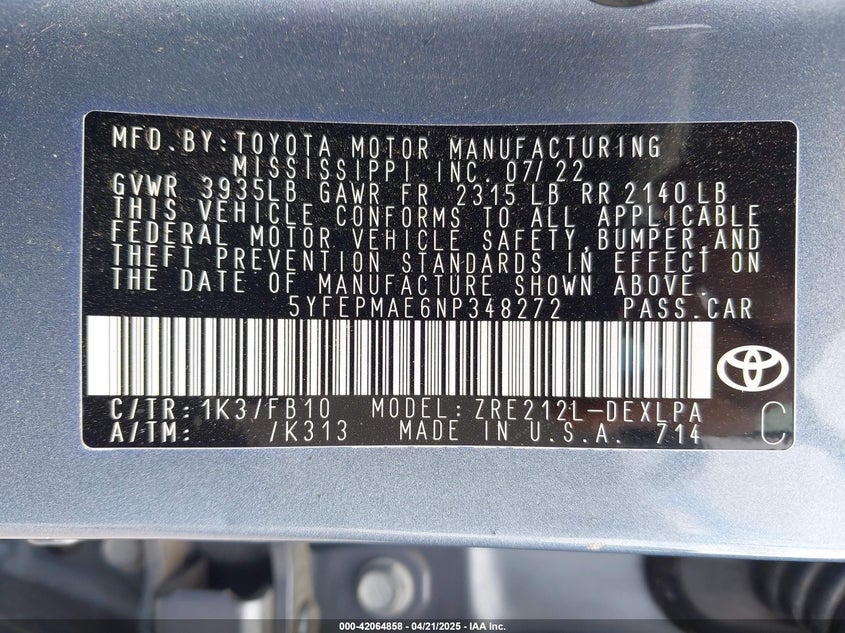 MFD.BY:TOYOTA MOTOR MANUFACTURING
MISSISSIPPI, INC. 07/22
GVWR 3935LB GAWR FR 2315 LB RR 2140 LB
THIS VEHICLE CONFORMS TO ALL APPLICABLE
FEDERAL MOTOR VEHICLE SAFETY,BUMPER,AND
THEFT PREVENTION STANDARDS IN EFFECT ON
THE DATE OF MANUFACTURE SHOWN ABOVE.
5YFEPMAE6NP348272 PASS.CAR
C/TR:1K3/FB10 MODEL:ZRE212L-DEXLPA
A/TM: /K313 MADE IN U.S.A. 714 C
000-42064858 - 04/21/2025 - IAA Inc.